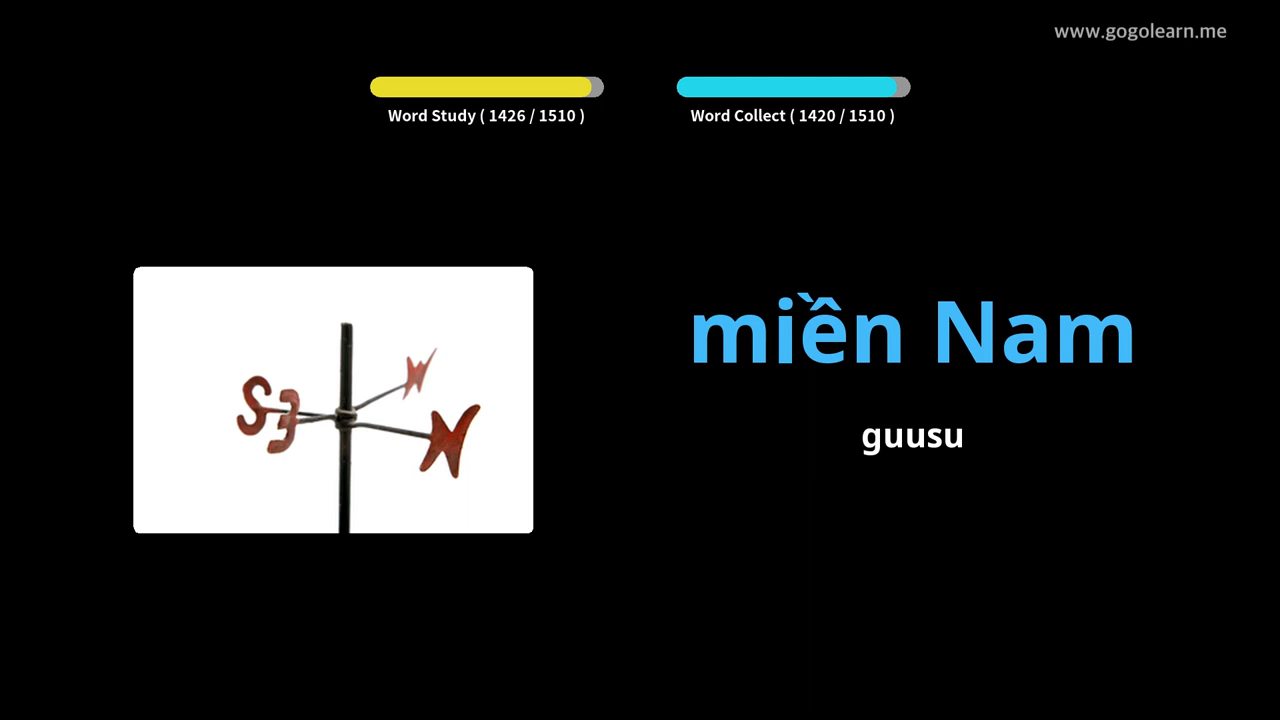 www.gogolearn.me
Word Study ( 1426 / 1510 )
Word Collect ( 1420 / 1510 )
S E N N
miền Nam
guusu